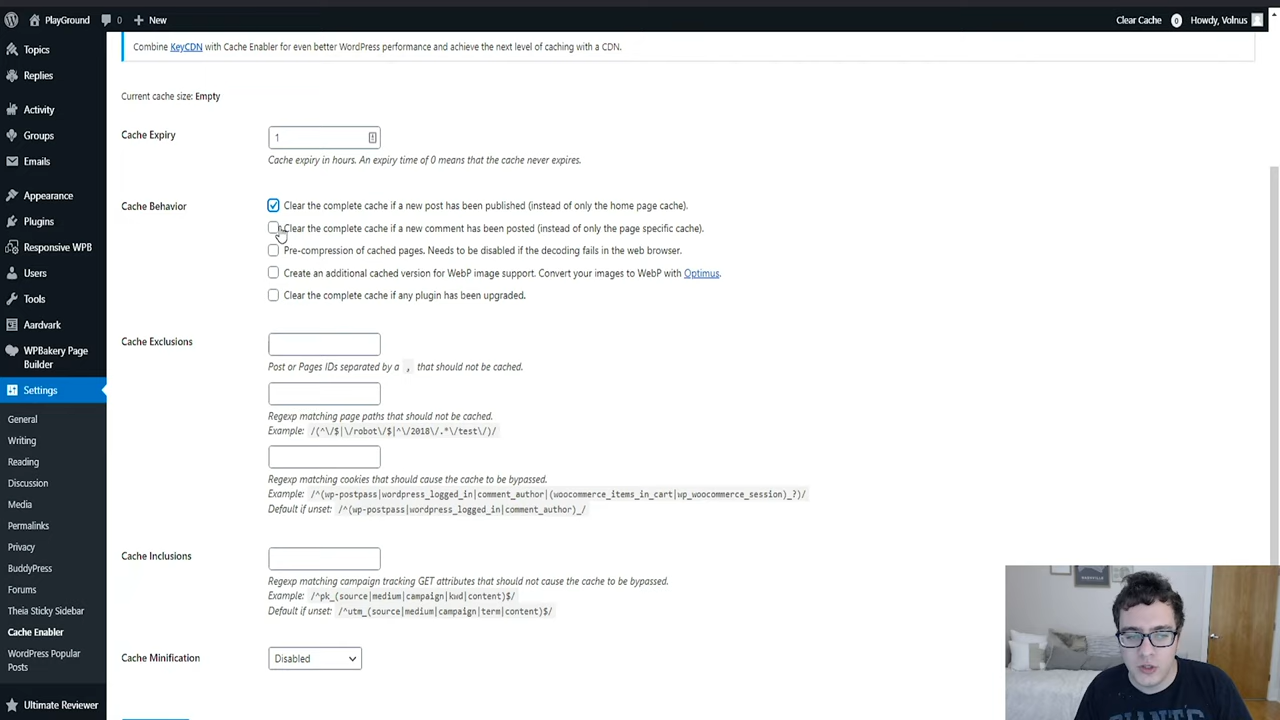 PlayGround 0 New Clear Cache 0 Howdy, Volnus
Topics
Replies
Activity
Groups
Emails
Appearance
Plugins
Responsive WPB
Users
Tools
Aardvark
WPBakery Page
Builder
Settings
General
Writing
Reading
Discussion
Media
Permalinks
Privacy
BuddyPress
Forums
Theia Sticky Sidebar
Cache Enabler
WordPress Popular
Posts
Ultimate Reviewer
Combine KeyCDN with Cache Enabler for even better WordPress performance and achieve the next level of caching with a CDN.
Current cache size: Empty
Cache Expiry 1
Cache expiry in hours. An expiry time of 0 means that the cache never expires.
Cache Behavior Clear the complete cache if a new post has been published (instead of only the home page cache).
Clear the complete cache if a new comment has been posted (instead of only the page specific cache).
Pre-compression of cached pages. Needs to be disabled if the decoding fails in the web browser.
Create an additional cached version for WebP image support. Convert your images to WebP with Optimus.
Clear the complete cache if any plugin has been upgraded.
Cache Exclusions
Post or Pages IDs separated by a , that should not be cached.
Regexp matching page paths that should not be cached.
Example: /(^\/$|\/robot\/$|^\/2018\/.*\/test\/)/
Regexp matching cookies that should cause the cache to be bypassed.
Example: /^(wp-postpass|wordpress_logged_in|comment_author|(woocommerce_items_in_cart|wp_woocommerce_session)_?)/
Default if unset: /^(wp-postpass|wordpress_logged_in|comment_author)_/
Cache Inclusions
Regexp matching campaign tracking GET attributes that should not cause the cache to be bypassed.
Example: /^pk_(source|medium|campaign|kwd|content)$/
Default if unset: /^utm_(source|medium|campaign|term|content)$/
Cache Minification Disabled